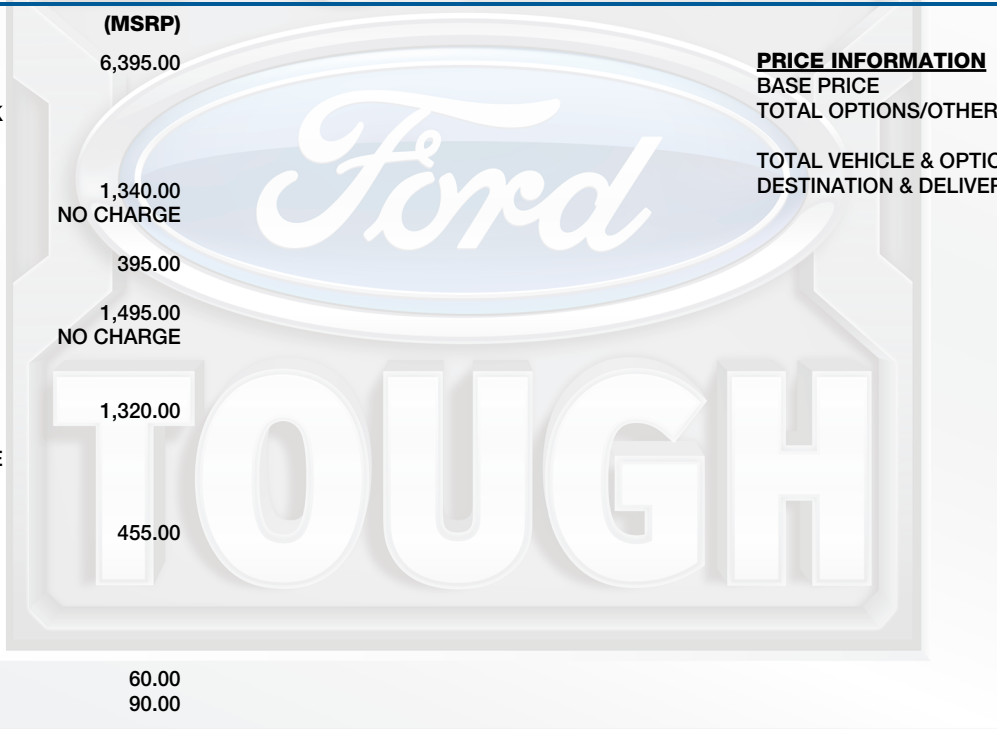 (MSRP)
6,395.00
K
1,340.00
NO CHARGE
395.00
1,495.00
NO CHARGE
1,320.00
E
455.00
60.00
90.00
PRICE INFORMATION
BASE PRICE
TOTAL OPTIONS/OTHER
TOTAL VEHICLE & OPTIO
DESTINATION & DELIVER
Ford
TOUGH